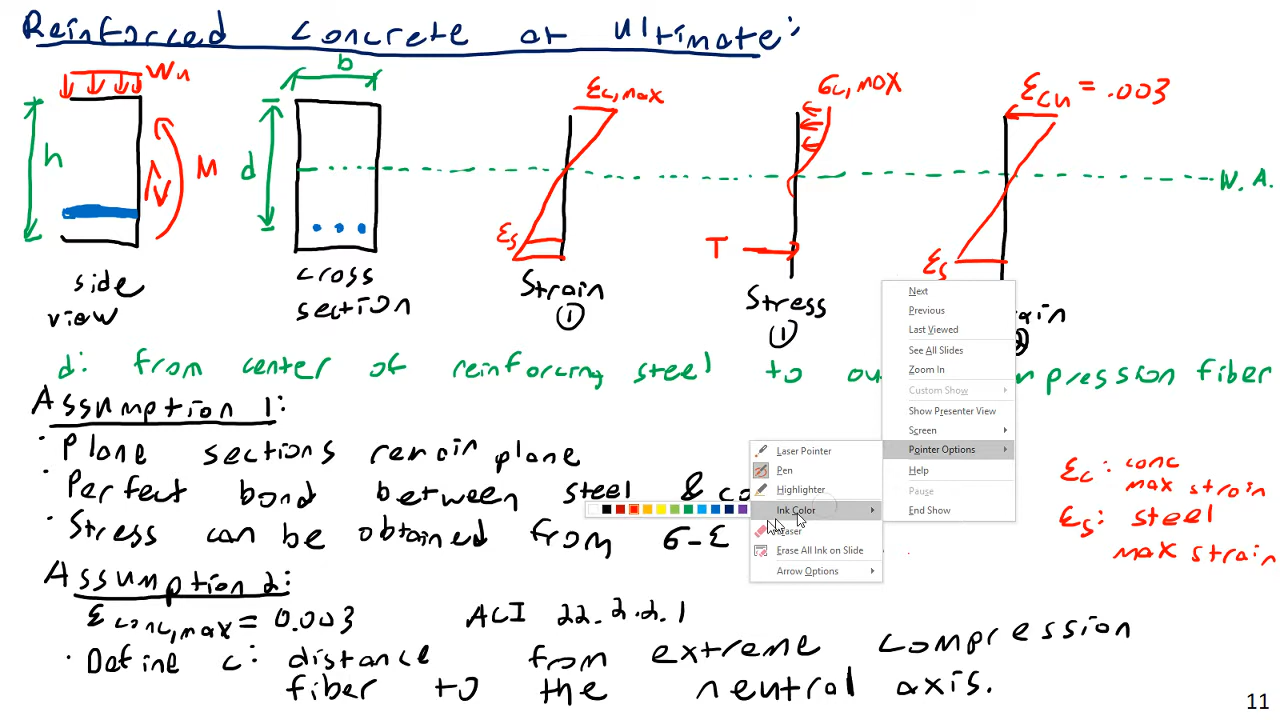 Reinforced concrete at Ultimate:
Wu
b
εc,max
σc,max
εcu = .003
h
M
d
N.A.
εs
T
εs
side view
cross section
Strain ①
Stress ①
ain
d: from center of reinforcing steel to ou mpression fiber
Assumption 1:
· Plane sections remain plane
· Perfect bond between steel & co
· Stress can be obtained from σ-ε
εc: conc max strain
εs: steel max strain
Assumption 2:
εconc,max = 0.003 ACI 22.2.2.1
· Define c: distance from extreme compression
fiber to the neutral axis.
Next
Previous
Last Viewed
See All Slides
Zoom In
Custom Show
Show Presenter View
Screen
Pointer Options
Help
Pause
End Show
Laser Pointer
Pen
Highlighter
Ink Color
Eraser
Erase All Ink on Slide
Arrow Options
11